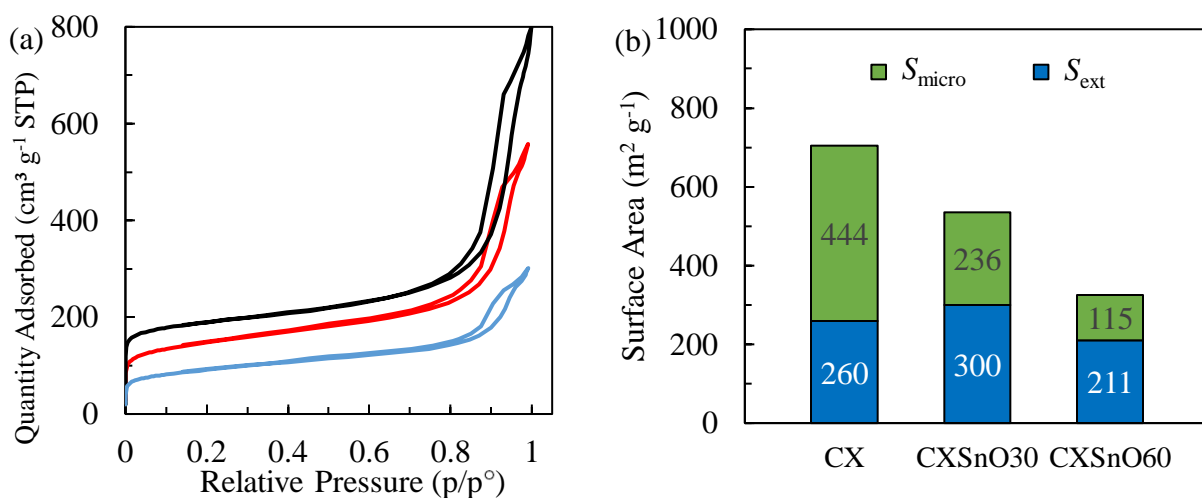 (a)
Quantity Adsorbed (cm³ g⁻¹ STP)
800
600
400
200
0
0 0.2 0.4 0.6 0.8 1
Relative Pressure (p/p°)
(b)
Surface Area (m² g⁻¹)
1000
800
600
400
200
0
S_micro S_ext
444
260
236
300
115
211
CX CXSnO30 CXSnO60